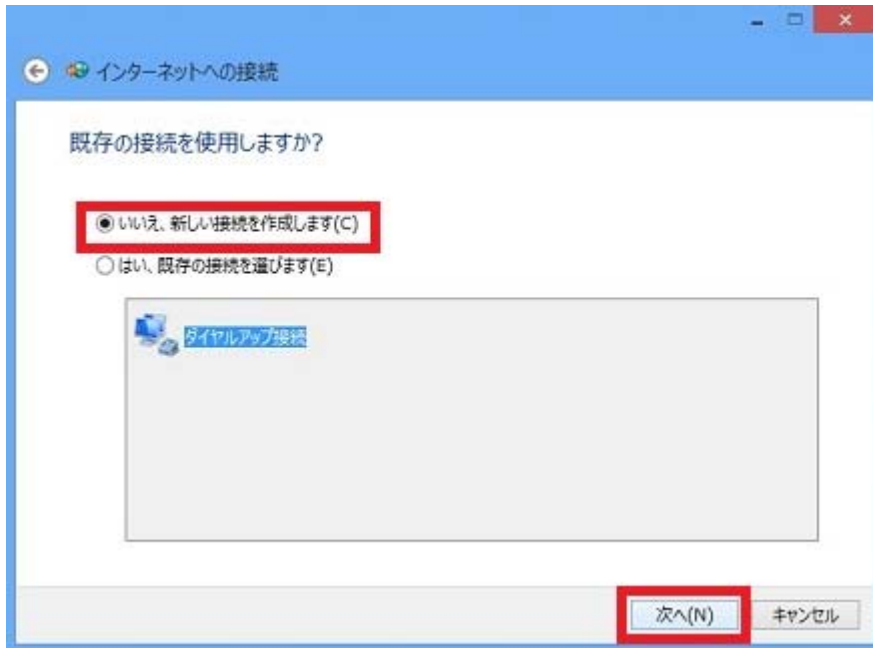 インターネットへの接続
既存の接続を使用しますか?
いいえ、新しい接続を作成します(C)
はい、既存の接続を選びます(E)
ダイヤルアップ接続
次へ(N)
キャンセル